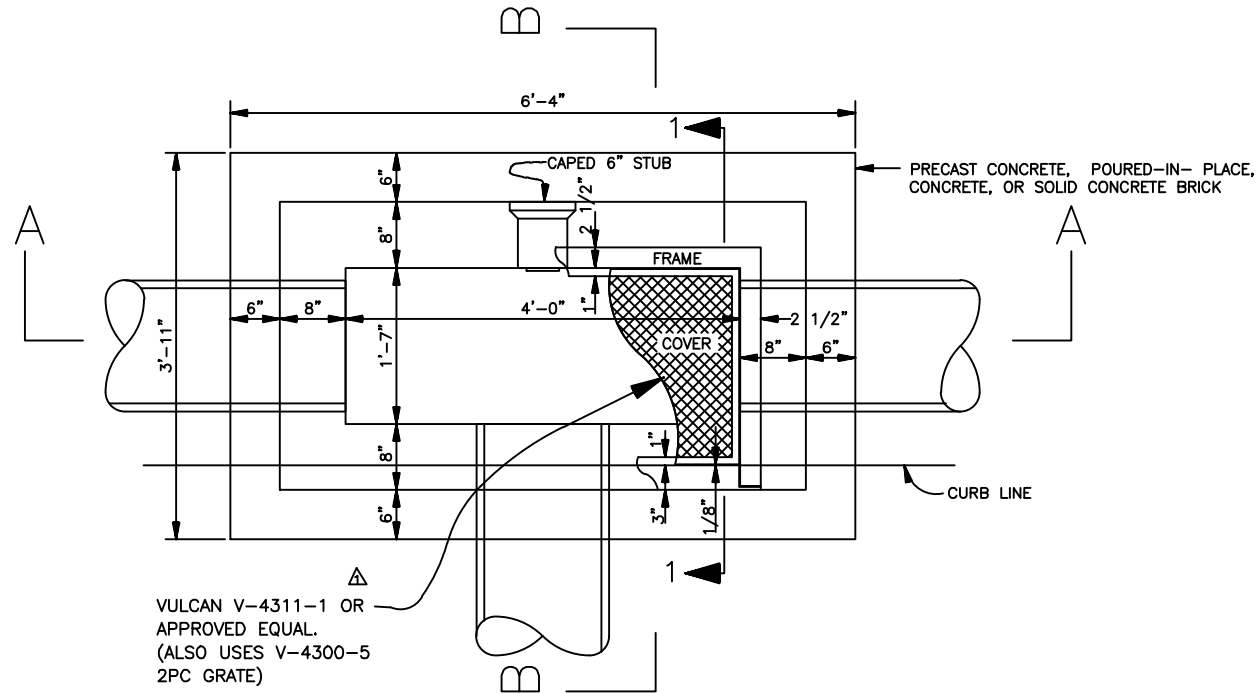 B
6'-4"
1
CAPED 6" STUB
PRECAST CONCRETE, POURED-IN- PLACE,
CONCRETE, OR SOLID CONCRETE BRICK
6"
2 1/2"
A
A
8"
FRAME
6"
8"
4'-0"
1"
2 1/2"
3'-11"
1'-7"
COVER
8"
6"
8"
1"
CURB LINE
6"
3"
1/8"
1
1
VULCAN V-4311-1 OR
APPROVED EQUAL.
(ALSO USES V-4300-5
2PC GRATE)
B